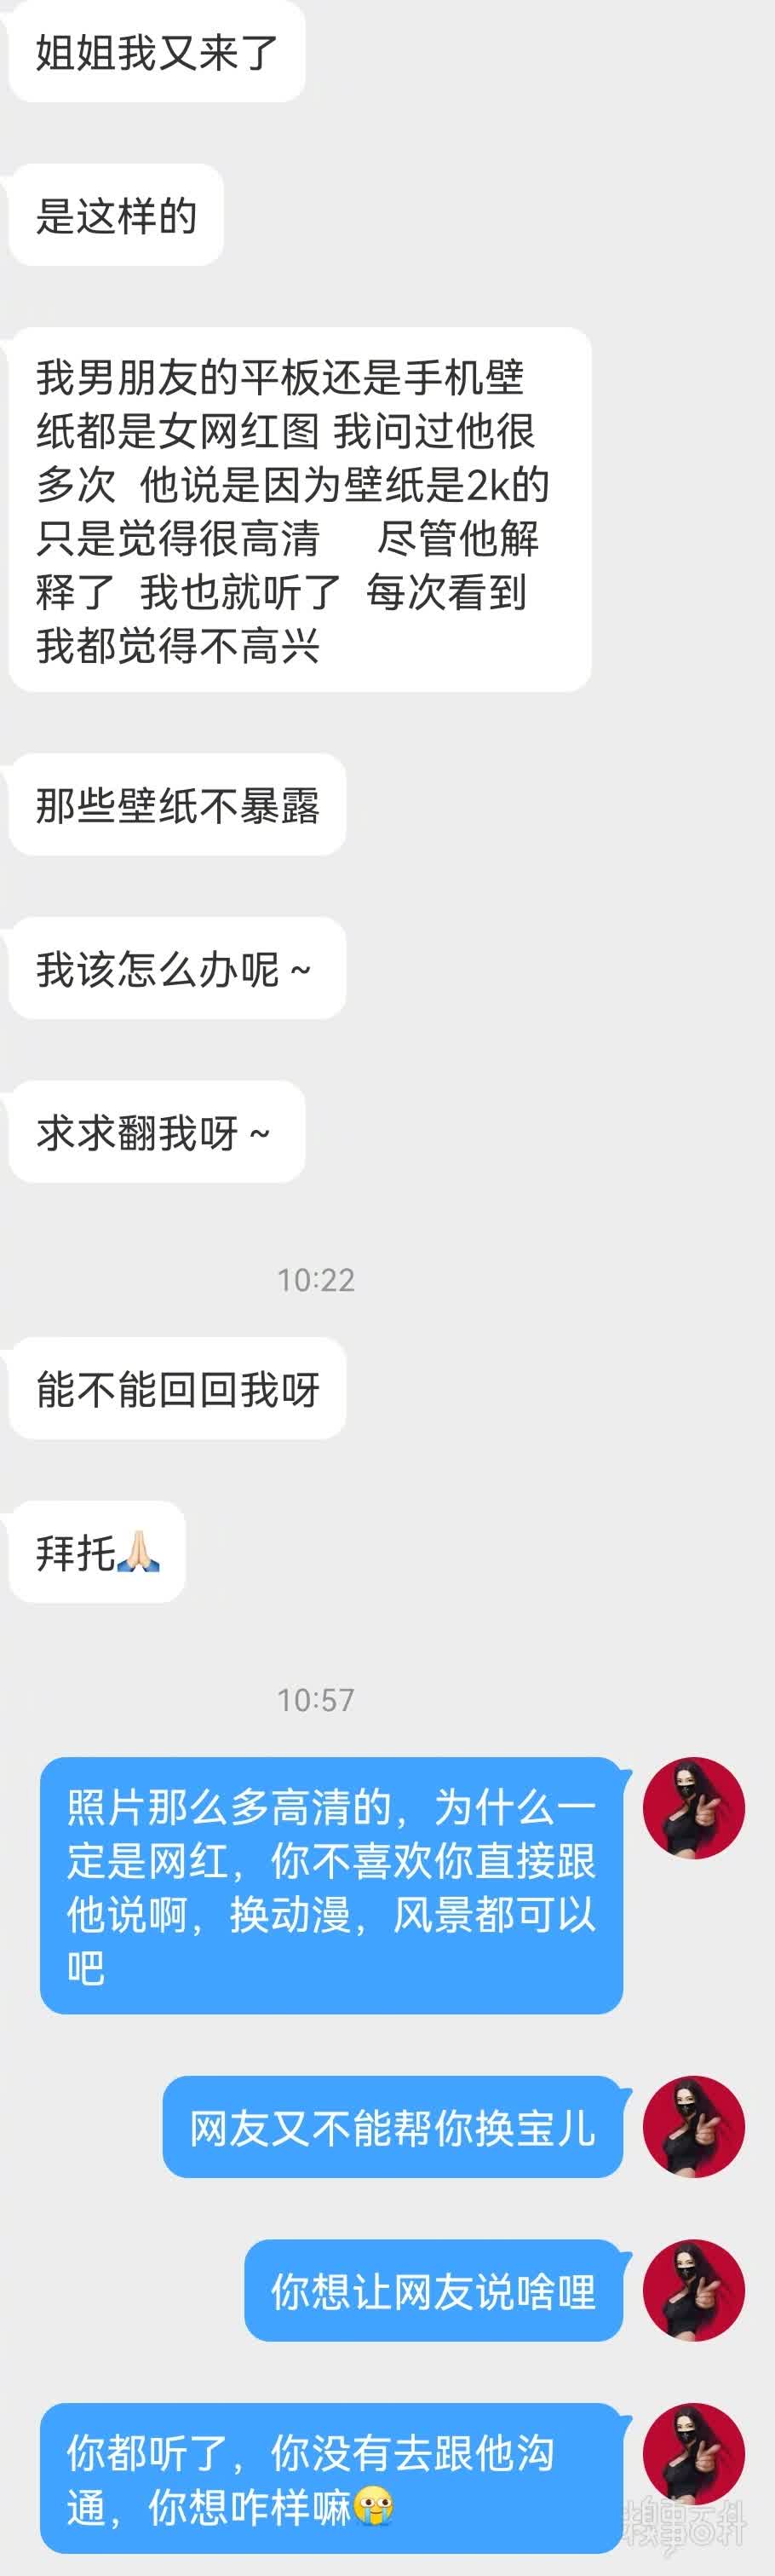 姐姐我又来了
是这样的
我男朋友的平板还是手机壁
纸都是女网红图 我问过他很
多次 他说是因为壁纸是2k的
只是觉得很高清 尽管他解
释了 我也就听了 每次看到
我都觉得不高兴
那些壁纸不暴露
我该怎么办呢~
求求翻我呀~
10:22
能不能回回我呀
拜托🙏🏻
10:57
照片那么多高清的，为什么一
定是网红，你不喜欢你直接跟
他说啊，换动漫，风景都可以
吧
网友又不能帮你换宝儿
你想让网友说啥哩
你都听了，你没有去跟他沟
通，你想咋样嘛😭
糗事百科